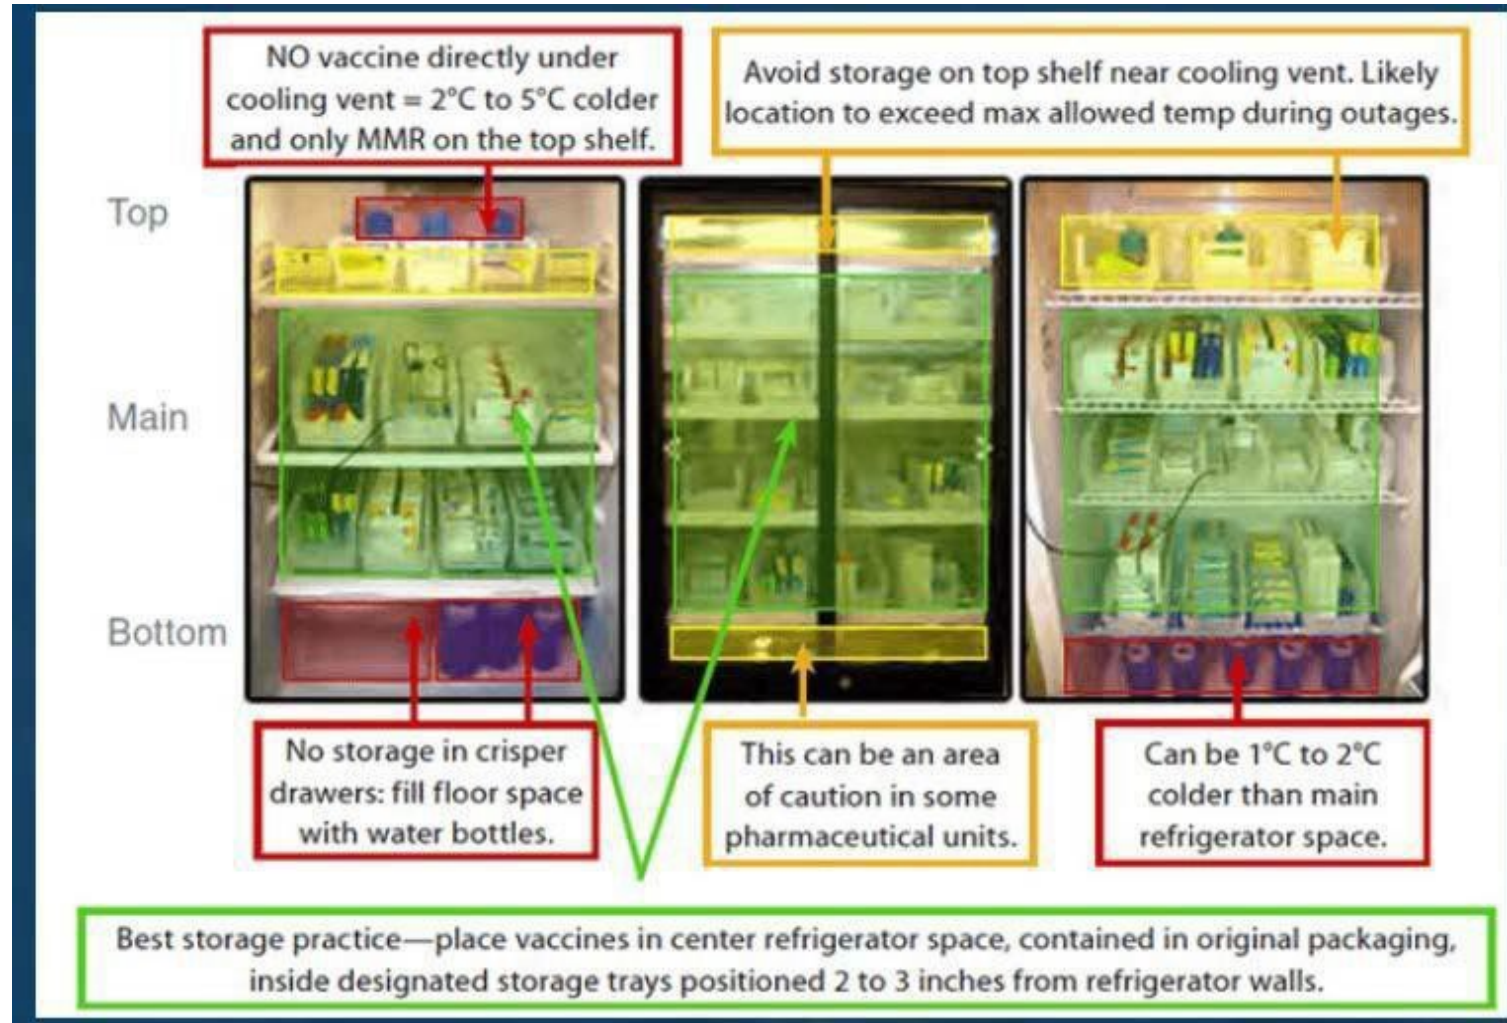 NO vaccine directly under
cooling vent = 2°C to 5°C colder
and only MMR on the top shelf.
Avoid storage on top shelf near cooling vent. Likely
location to exceed max allowed temp during outages.
Top
Main
Bottom
No storage in crisper
drawers: fill floor space
with water bottles.
This can be an area
of caution in some
pharmaceutical units.
Can be 1°C to 2°C
colder than main
refrigerator space.
Best storage practice—place vaccines in center refrigerator space, contained in original packaging,
inside designated storage trays positioned 2 to 3 inches from refrigerator walls.